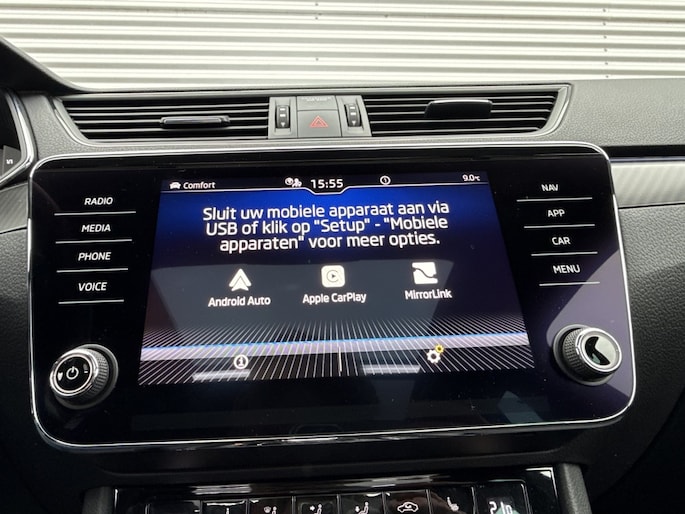 Comfort 15:55 9.0°C
RADIO
MEDIA
PHONE
VOICE
Sluit uw mobiele apparaat aan via
USB of klik op "Setup" - "Mobiele
apparaten" voor meer opties.
Android Auto Apple CarPlay MirrorLink
NAV
APP
CAR
MENU